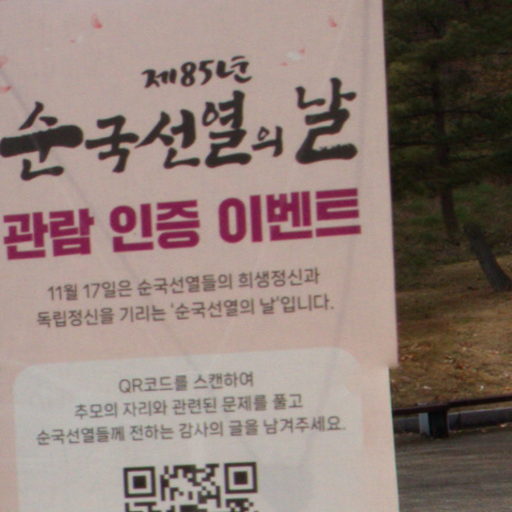 제85년
순국선열의 날
관람 인증 이벤트
11월 17일은 순국선열들의 희생정신과
독립정신을 기리는 '순국선열의 날'입니다.
QR코드를 스캔하여
추모의 자리와 관련된 문제를 풀고
순국선열들께 전하는 감사의 글을 남겨주세요.